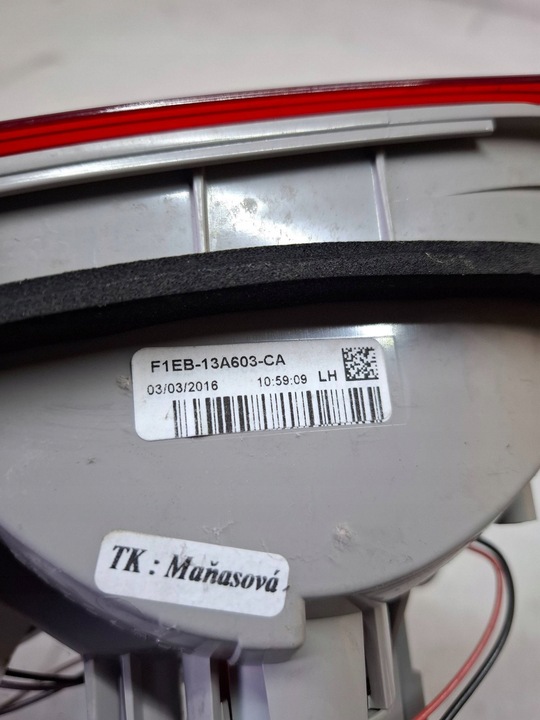 F1EB-13A603-CA
03/03/2016 10:59:09 LH
TK : Maňasová